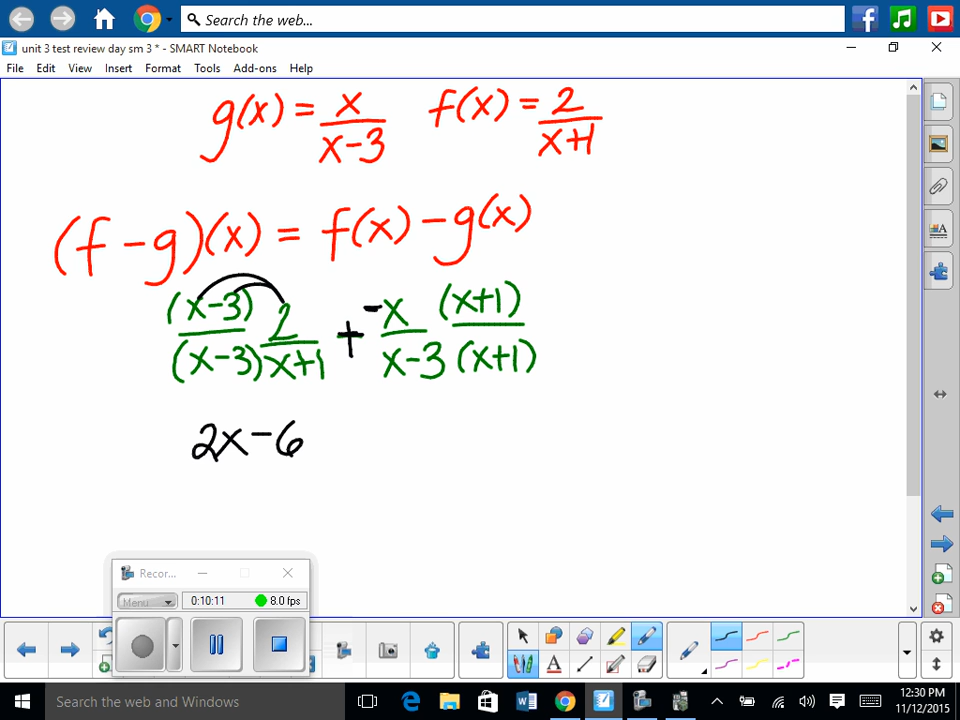 Search the web.
unit 3 test review day sm 3 * - SMART Notebook
File Edit View Insert Format Tools Add-ons Help
g(x) = x/(x-3) f(x) = 2/(x+1)
(f - g)(x) = f(x) - g(x)
(x-3) 2 + -x (x+1)
(x-3) x+1 x-3 (x+1)
2x - 6
Recor...
Menu 0:10:11 8.0 fps
Search the web and Windows
12:30 PM
11/12/2015